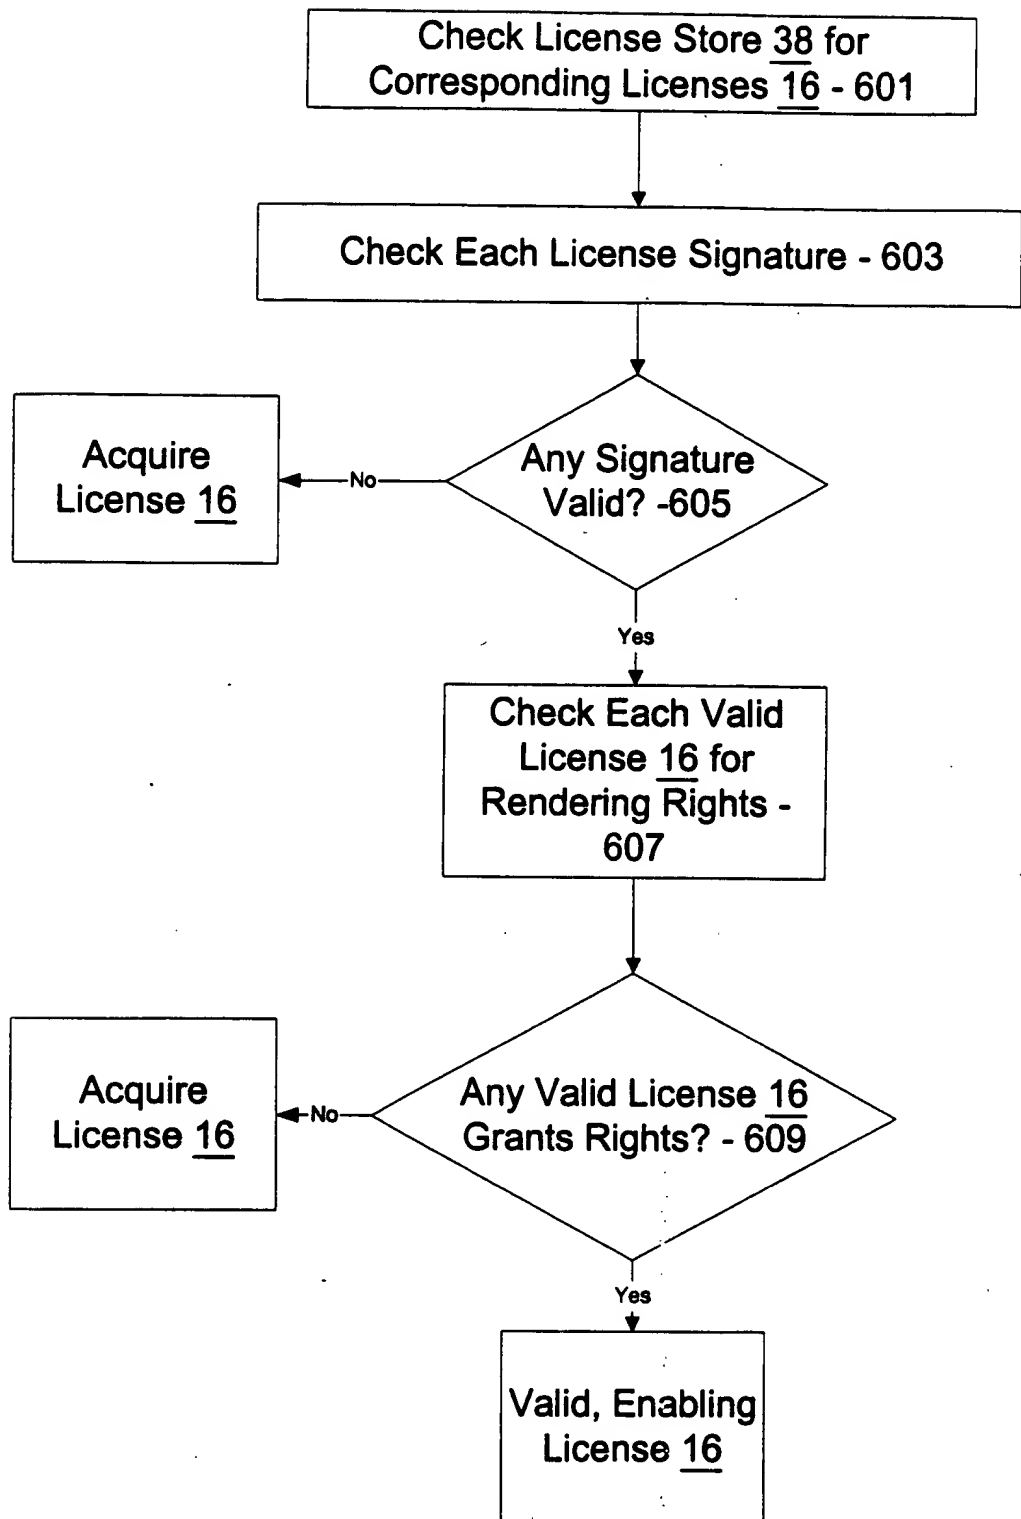 Check License Store 38 for
Corresponding Licenses 16 - 601
Check Each License Signature - 603
Any Signature
Valid? -605
No
Acquire
License 16
Yes
Check Each Valid
License 16 for
Rendering Rights -
607
Any Valid License 16
Grants Rights? - 609
No
Acquire
License 16
Yes
Valid, Enabling
License 16